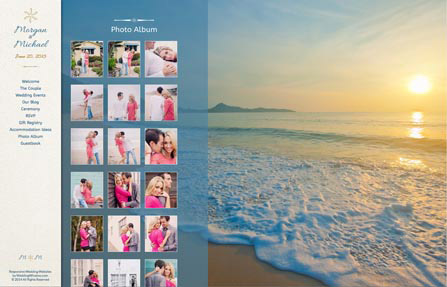 Morgan
&
Michael
June 20, 2015
Welcome
The Couple
Wedding Events
Our Blog
Ceremony
RSVP
Gift Registry
Accommodation Ideas
Photo Album
Guestbook
M M
Responsive Wedding Websites
by WeddingWindow.com
© 2014 All Rights Reserved
Photo Album